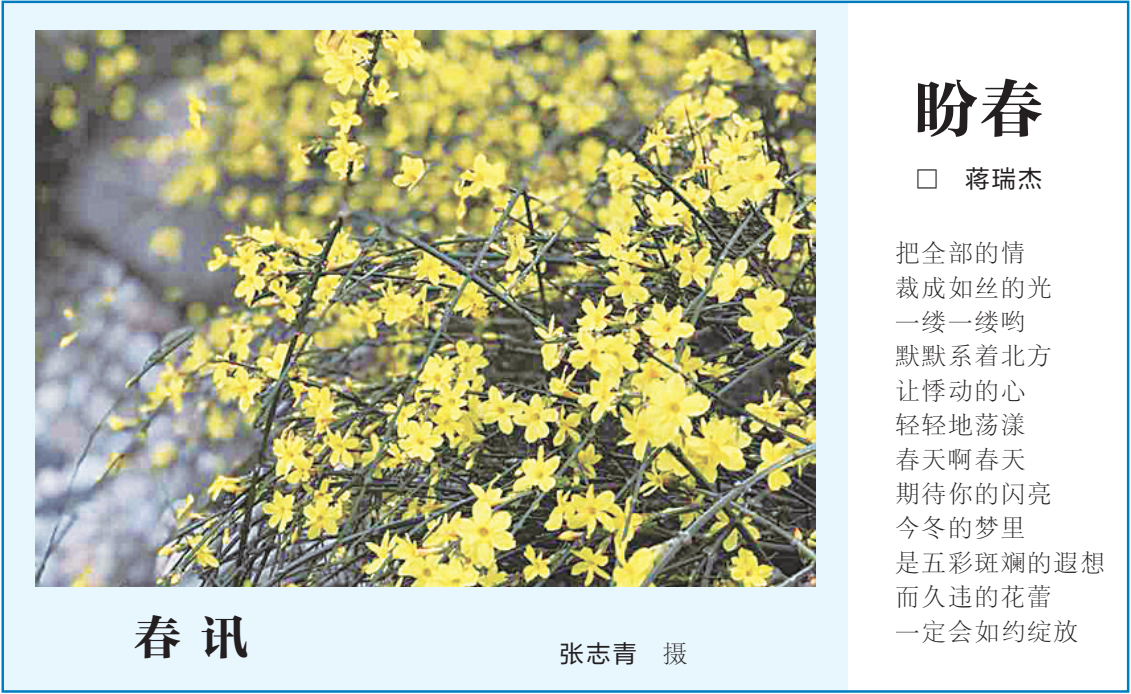 春讯
张志青 摄
盼春
□ 蒋瑞杰
把全部的情
裁成如丝的光
一缕一缕哟
默默系着北方
让悸动的心
轻轻地荡漾
春天啊春天
期待你的闪亮
今冬的梦里
是五彩斑斓的遐想
而久违的花蕾
一定会如约绽放